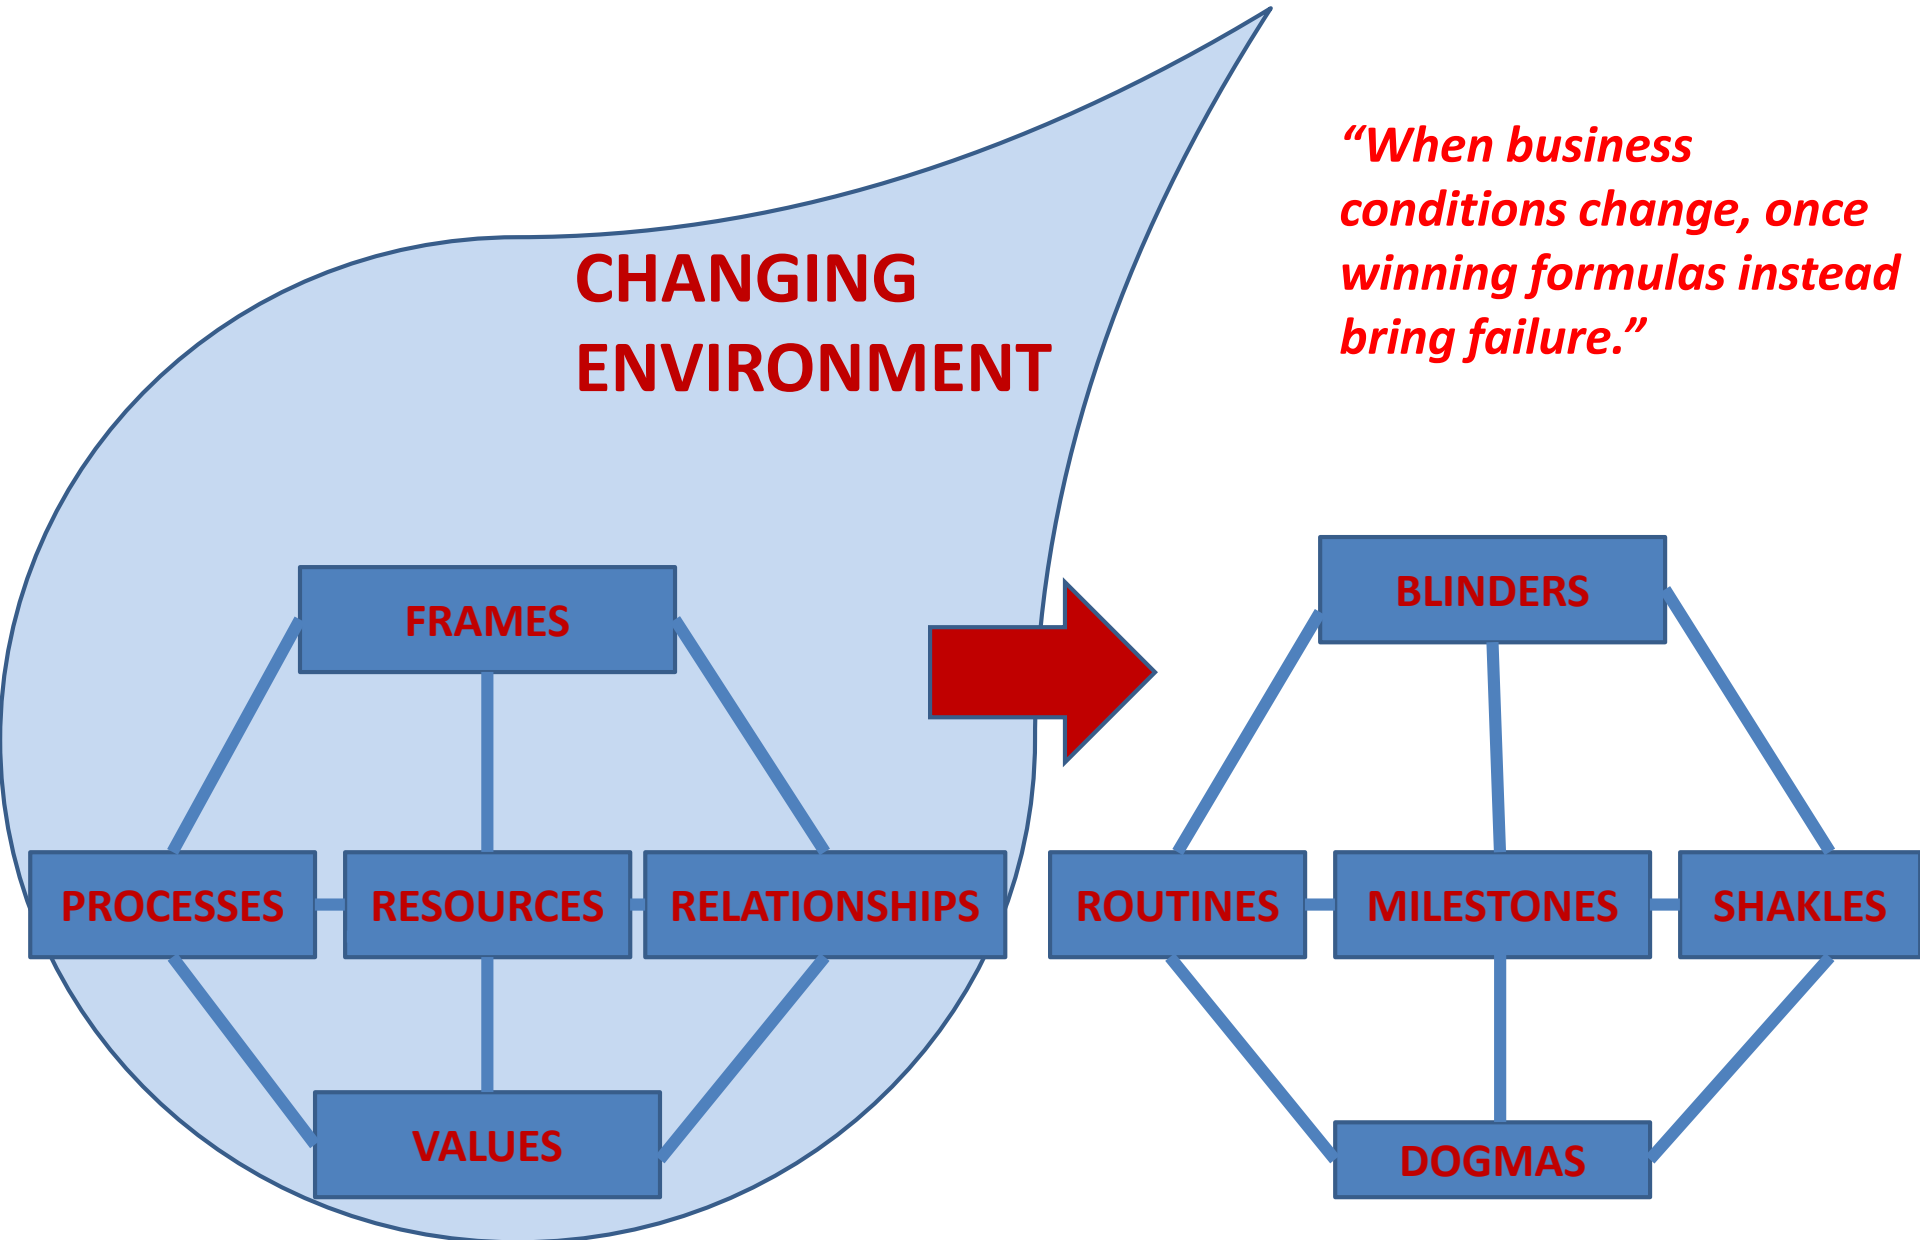 “When business
conditions change, once
winning formulas instead
bring failure.”
CHANGING
ENVIRONMENT
FRAMES
PROCESSES
RESOURCES
RELATIONSHIPS
VALUES
BLINDERS
ROUTINES
MILESTONES
SHAKLES
DOGMAS